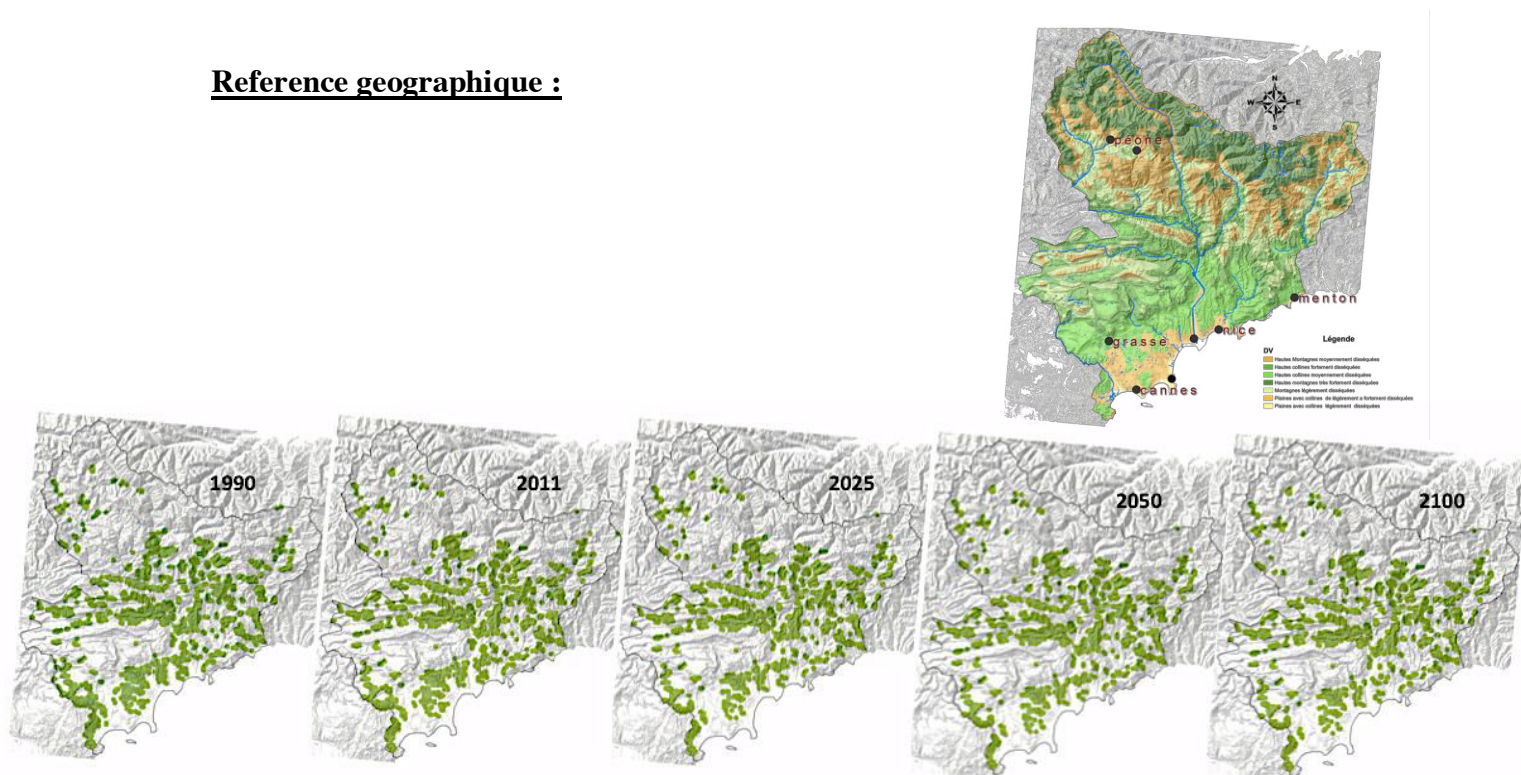 Reference geographique :
N
W E
S
péone
menton
nice
grasse
cannes
Légende
DV
Hautes Montagnes moyennement disséquées
Hautes collines fortement disséquées
Hautes collines moyennement disséquées
Hautes montagnes très fortement disséquées
Montagnes légèrement disséquées
Plaines avec collines de légèrement a fortement disséquées
Plaines avec collines légèrement disséquées
1990
2011
2025
2050
2100